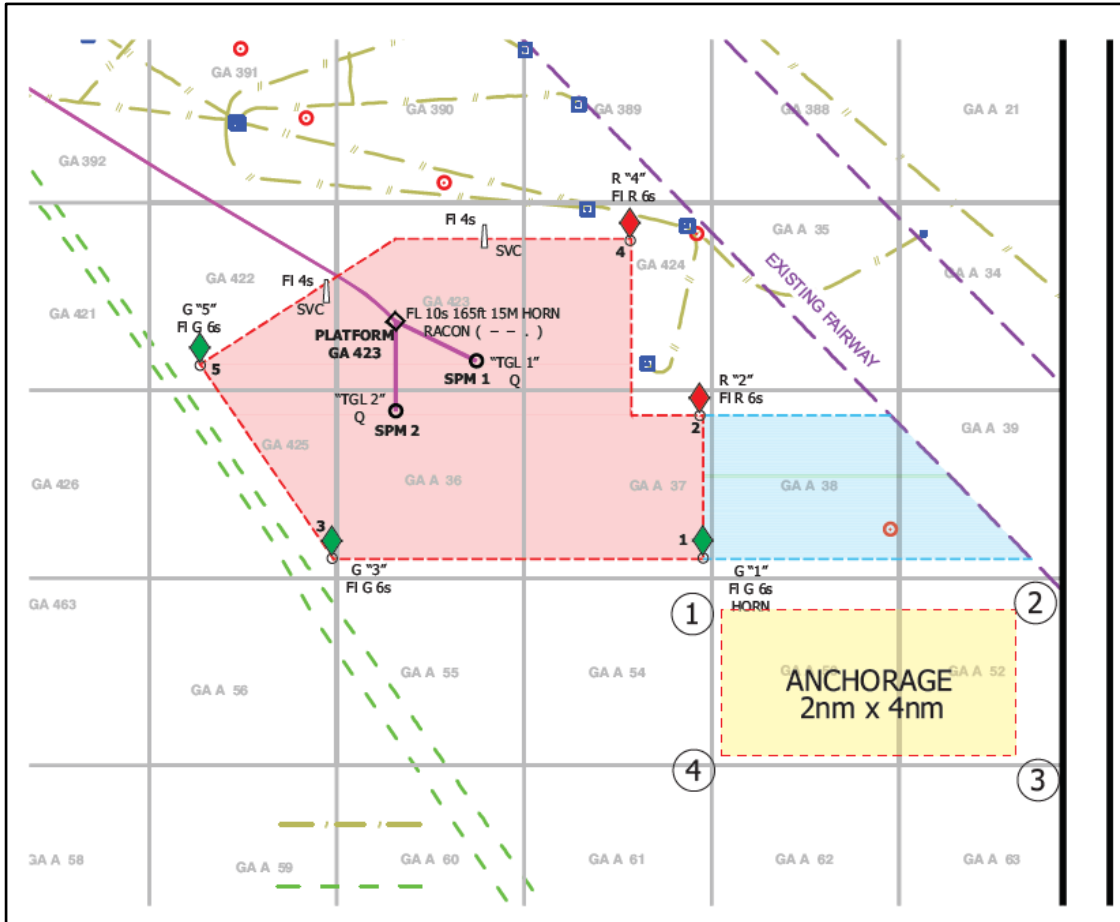 GA 391
GA 390
GA 389
GA 388
GA A 21
GA 392
R "4"
Fl R 6s
Fl 4s
SVC
4
GA A 35
GA 422
GA 424
GA A 34
EXISTING FAIRWAY
Fl 4s
SVC
GA 421
GA 423
G "5"
Fl G 6s
FL 10s 165ft 15M HORN
RACON ( – – . )
PLATFORM
GA 423
5
"TGL 1"
Q
SPM 1
R "2"
Fl R 6s
"TGL 2"
Q
SPM 2
2
GA A 39
GA 425
GA 426
GA A 36
GA A 37
GA A 38
3
1
G "3"
Fl G 6s
G "1"
Fl G 6s
HORN
GA 463
1
2
GA A 56
GA A 55
GA A 54
GA A 52
ANCHORAGE
2nm x 4nm
4
3
GA A 58
GA A 59
GA A 60
GA A 61
GA A 62
GA A 63